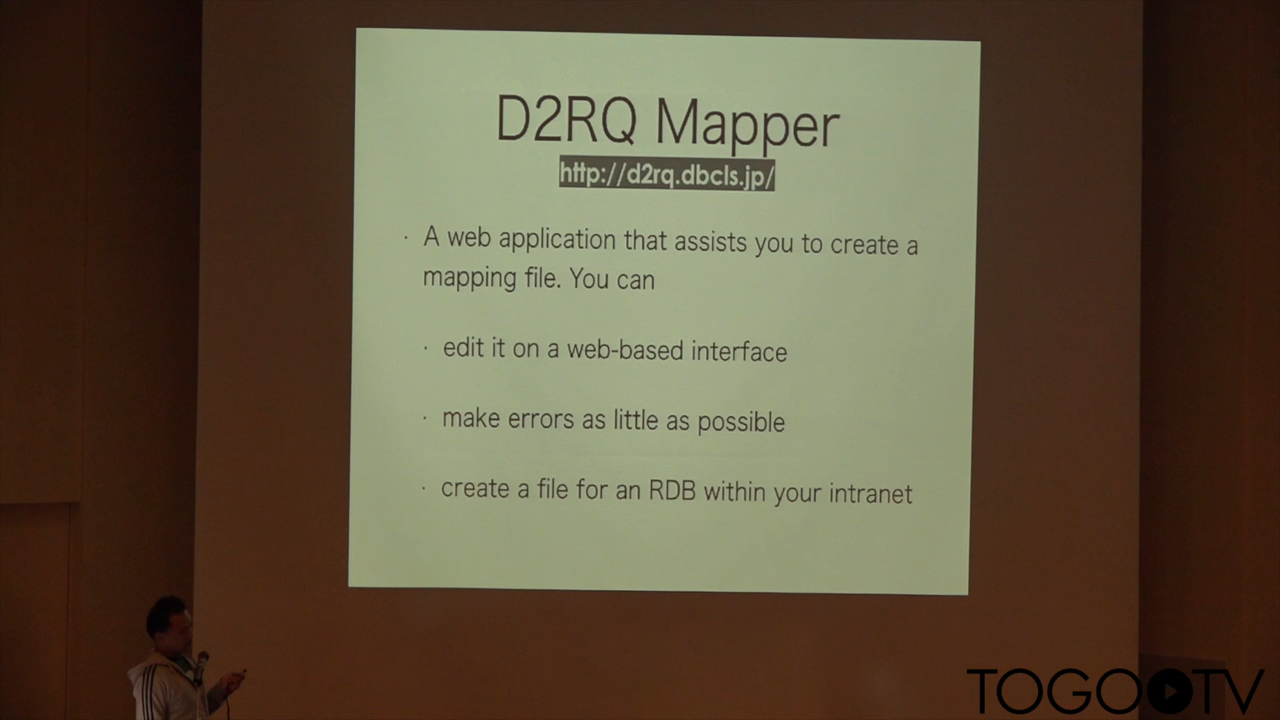 D2RQ Mapper
http://d2rq.dbcls.jp/
· A web application that assists you to create a
mapping file. You can
· edit it on a web-based interface
· make errors as little as possible
· create a file for an RDB within your intranet
TOGOTV